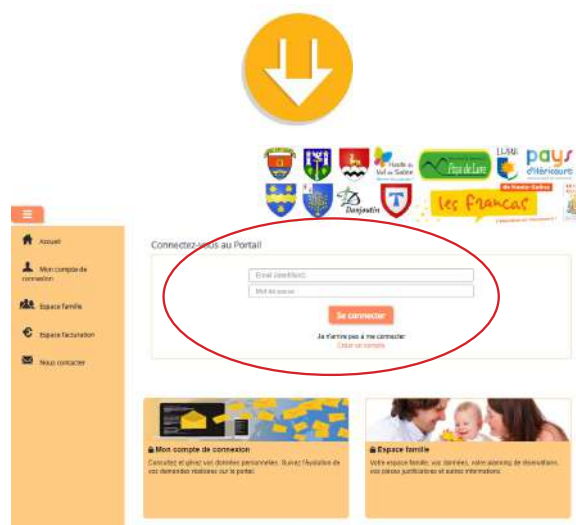 Haute du
Val de Saône
Pays de Lure
LURE
pays
d'Héricourt
Danjoutin
T
les francas
de Haute-Saône
Accueil
Mon compte de
connexion
Espace famille
Espace facturation
Nous contacter
Connectez-vous au Portail
Email (identifiant)
Mot de passe
Se connecter
Je n'arrive pas à me connecter
Créer un compte
Mon compte de connexion
Consultez et gérez vos données personnelles. Suivez l'évolution de
vos demandes réalisées sur le portail.
Espace famille
Votre espace famille, vos données, votre planning de réservations,
vos pièces justificatives et autres informations